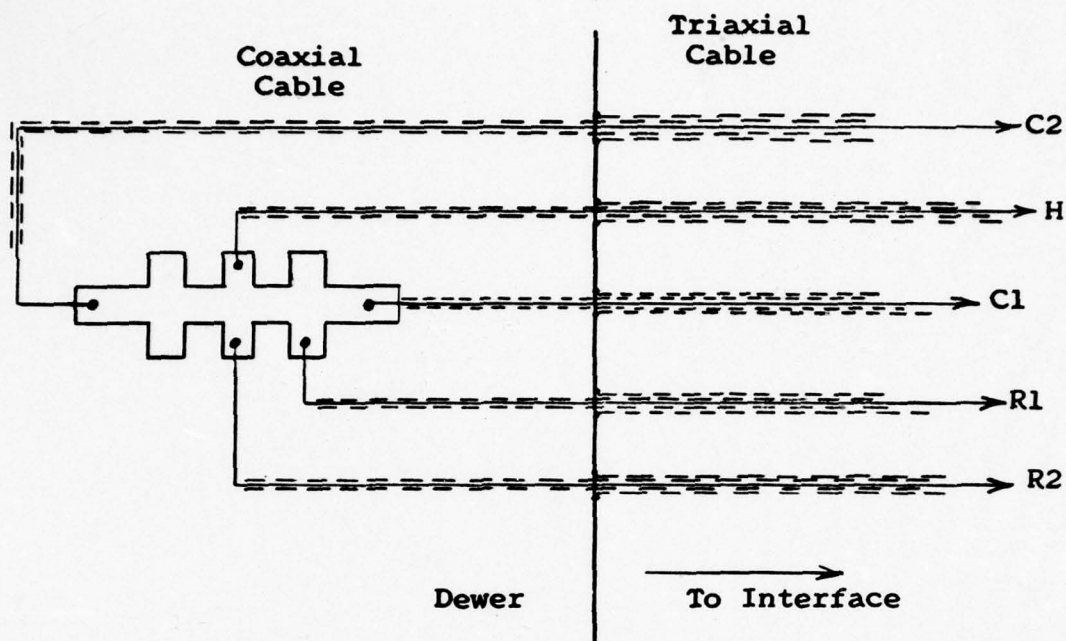 Coaxial
Cable
Triaxial
Cable
C2
H
C1
R1
R2
Dewer
To Interface